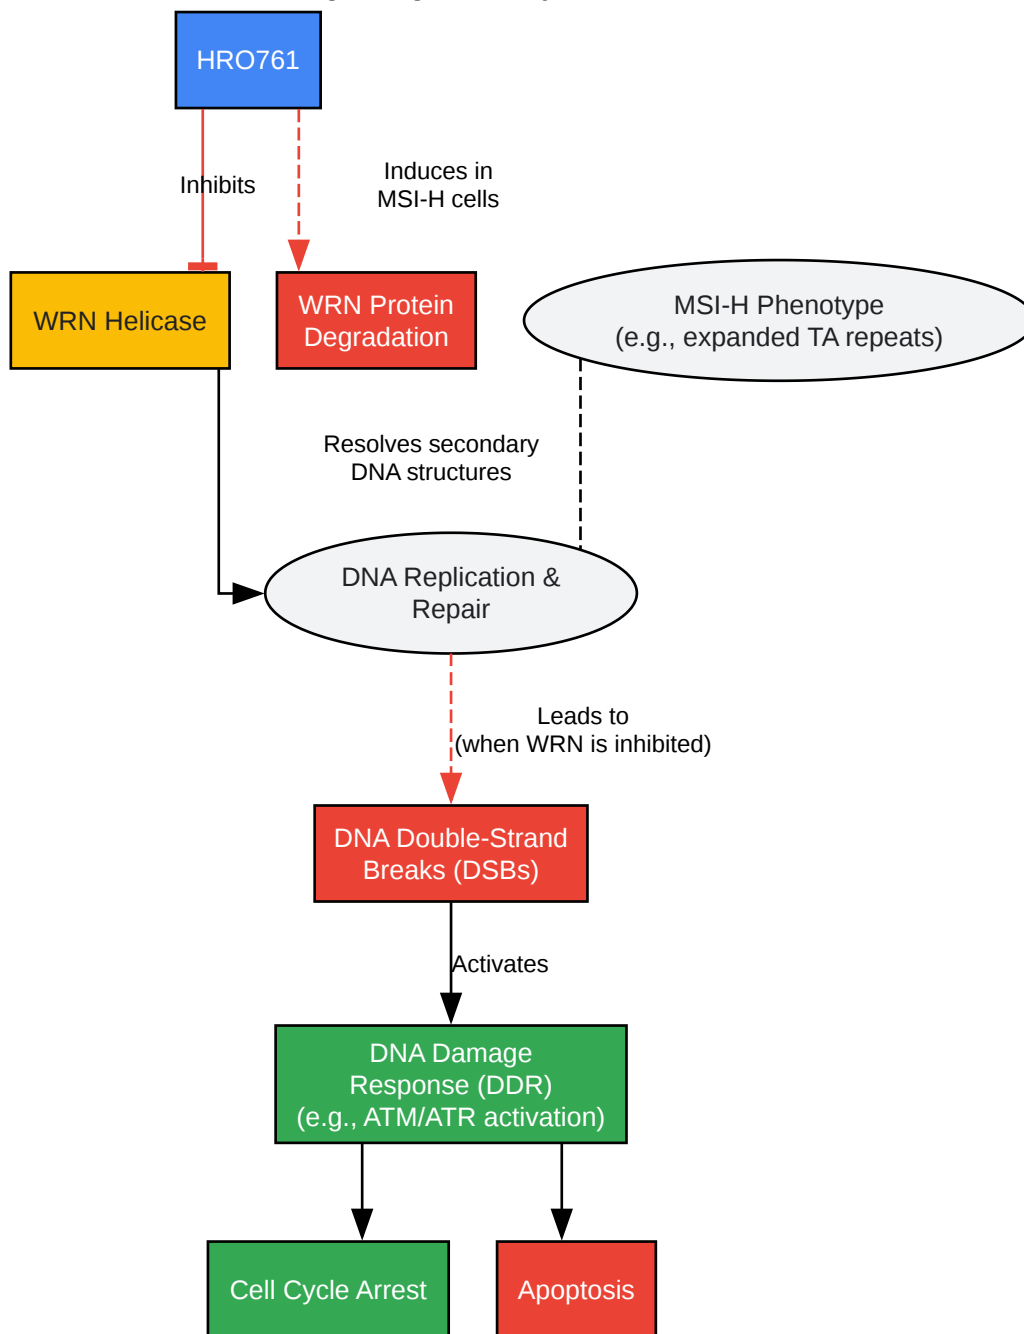 HRO761
Inhibits
Induces in
MSI-H cells
WRN Helicase
WRN Protein
Degradation
MSI-H Phenotype
(e.g., expanded TA repeats)
Resolves secondary
DNA structures
DNA Replication &
Repair
Leads to
(when WRN is inhibited)
DNA Double-Strand
Breaks (DSBs)
Activates
DNA Damage
Response (DDR)
(e.g., ATM/ATR activation)
Cell Cycle Arrest
Apoptosis